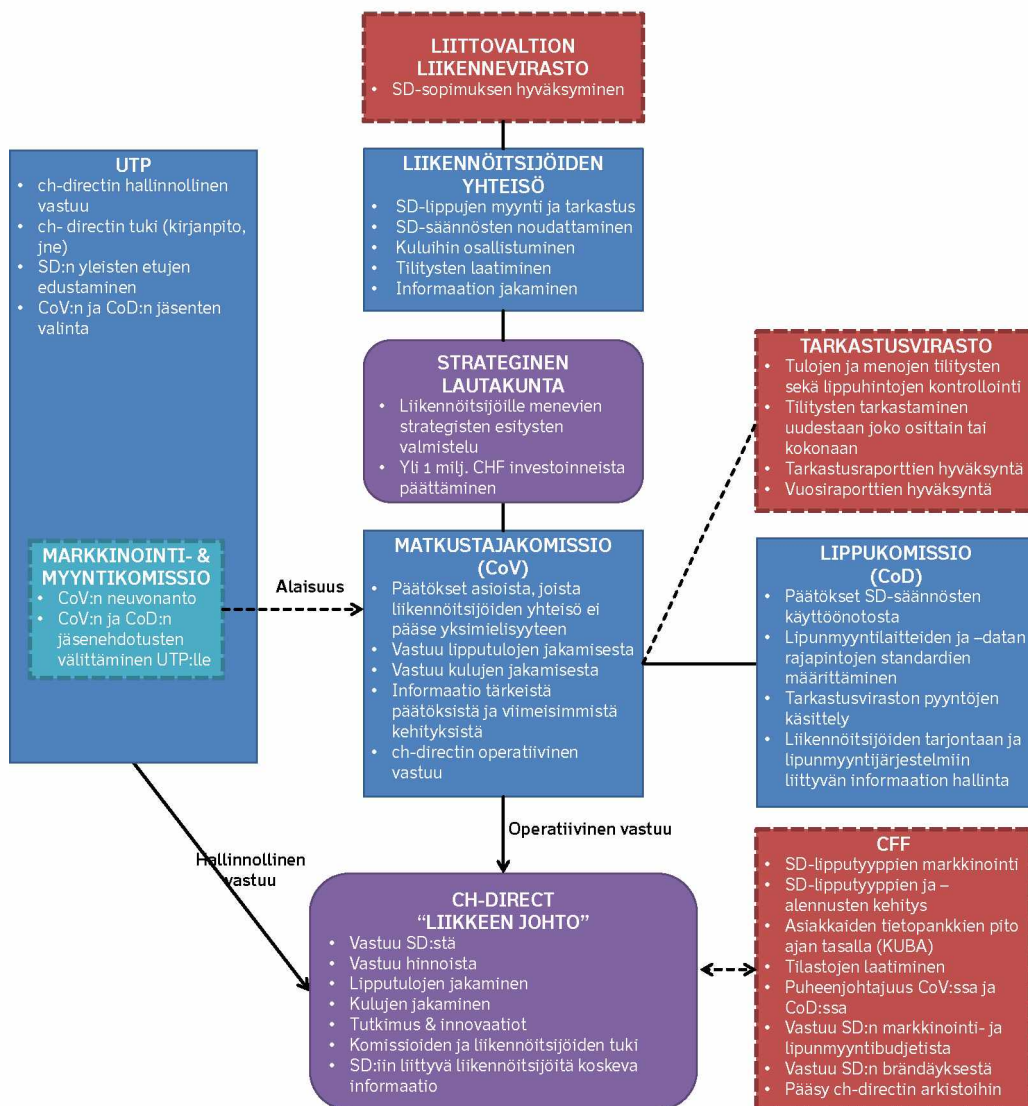 LIITTOVALTION
LIIKENNEVIRASTO
• SD-sopimuksen hyväksyminen
UTP
• ch-directin hallinnollinen
vastuu
• ch- directin tuki (kirjanpito,
jne)
• SD:n yleisten etujen
edustaminen
• CoV:n ja CoD:n jäsenten
valinta
LIIKENNÖITSIJÖIDEN
YHTEISÖ
• SD-lippujen myynti ja tarkastus
• SD-säännösten noudattaminen
• Kuluihin osallistuminen
• Tilitysten laatiminen
• Informaation jakaminen
STRATEGINEN
LAUTAKUNTA
• Liikennöitsijöille menevien
strategisten esitysten
valmistelu
• Yli 1 milj. CHF investoinneista
päättäminen
TARKASTUSVIRASTO
• Tulojen ja menojen tilitysten
sekä lippuhintojen kontrollointi
• Tilitysten tarkastaminen
uudestaan joko osittain tai
kokonaan
• Tarkastusraporttien hyväksyntä
• Vuosiraporttien hyväksyntä
MARKKINOINTI- &
MYYNTIKOMISSIO
• CoV:n neuvonanto
• CoV:n ja CoD:n
jäsenehdotusten
välittäminen UTP:lle
Alaisuus
MATKUSTAJAKOMISSIO
(CoV)
• Päätökset asioista, joista
liikennöitsijöiden yhteisö ei
pääse yksimielisyyteen
• Vastuu lipputulojen jakamisesta
• Vastuu kulujen jakamisesta
• Informaatio tärkeistä
päätöksistä ja viimeisimmistä
kehityksistä
• ch-directin operatiivinen
vastuu
LIPPUKOMISSIO
(CoD)
• Päätökset SD-säännösten
käyttöönotosta
• Lipunmyyntilaitteiden ja –datan
rajapintojen standardien
määrittäminen
• Tarkastusviraston pyyntöjen
käsittely
• Liikennöitsijöiden tarjontaan ja
lipunmyyntijärjestelmiin
liittyvän informaation hallinta
Operatiivinen vastuu
Hallinnollinen
vastuu
CH-DIRECT
“LIIKKEEN JOHTO”
• Vastuu SD:stä
• Vastuu hinnoista
• Lipputulojen jakaminen
• Kulujen jakaminen
• Tutkimus & innovaatiot
• Komissioiden ja liikennöitsijöiden tuki
• SD:iin liittyvä liikennöitsijöitä koskeva
informaatio
CFF
• SD-lipputyyppien markkinointi
• SD-lipputyyppien ja –
alennusten kehitys
• Asiakkaiden tietopankkien pito
ajan tasalla (KUBA)
• Tilastojen laatiminen
• Puheenjohtajuus CoV:ssa ja
CoD:ssa
• Vastuu SD:n markkinointi- ja
lipunmyyntibudjetista
• Vastuu SD:n brändäyksestä
• Pääsy ch-directin arkistoihin